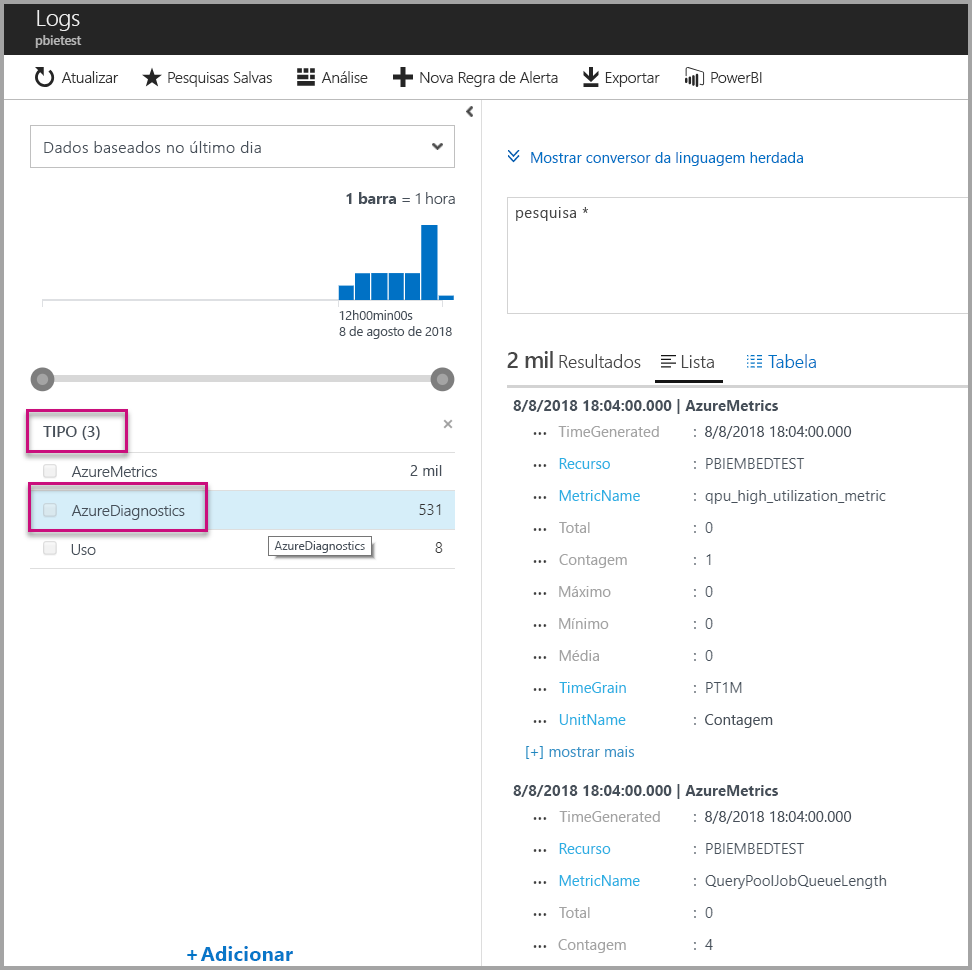 Logs
pbietest
Atualizar Pesquisas Salvas Análise Nova Regra de Alerta Exportar PowerBI
Dados baseados no último dia
1 barra = 1 hora
12h00min00s
8 de agosto de 2018
TIPO (3)
AzureMetrics 2 mil
AzureDiagnostics 531
Uso 8
AzureDiagnostics
+Adicionar
Mostrar conversor da linguagem herdada
pesquisa *
2 mil Resultados Lista Tabela
8/8/2018 18:04:00.000 | AzureMetrics
... TimeGenerated : 8/8/2018 18:04:00.000
... Recurso : PBIEMBEDTEST
... MetricName : qpu_high_utilization_metric
... Total : 0
... Contagem : 1
... Máximo : 0
... Mínimo : 0
... Média : 0
... TimeGrain : PT1M
... UnitName : Contagem
[+] mostrar mais
8/8/2018 18:04:00.000 | AzureMetrics
... TimeGenerated : 8/8/2018 18:04:00.000
... Recurso : PBIEMBEDTEST
... MetricName : QueryPoolJobQueueLength
... Total : 0
... Contagem : 4